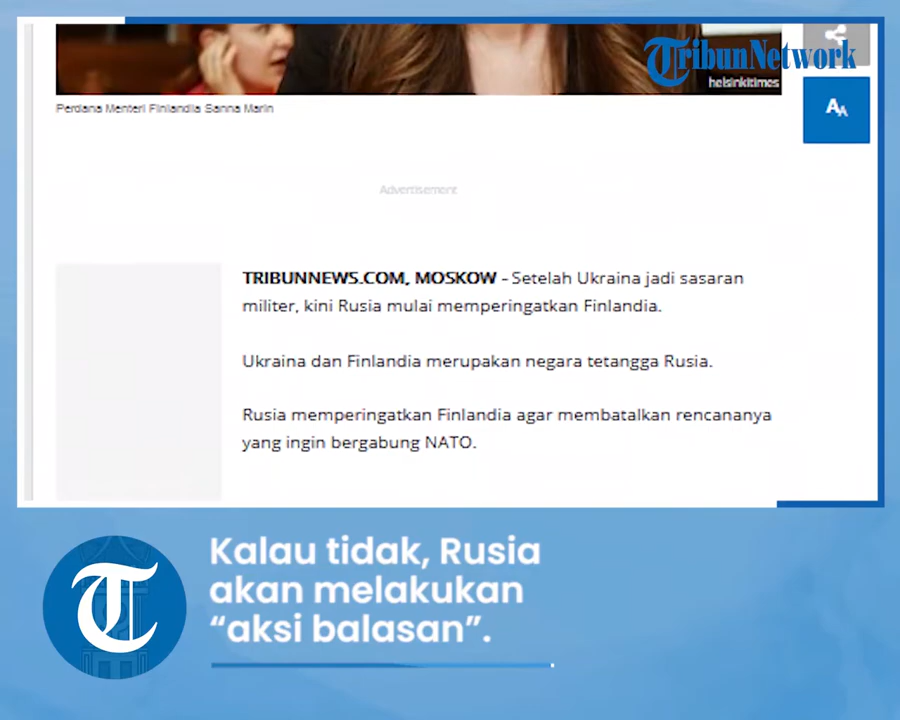 TribunNetwork
helsinkitimes
Perdana Menteri Finlandia Sanna Marin
AA
Advertisement
TRIBUNNEWS.COM, MOSKOW - Setelah Ukraina jadi sasaran
militer, kini Rusia mulai memperingatkan Finlandia.
Ukraina dan Finlandia merupakan negara tetangga Rusia.
Rusia memperingatkan Finlandia agar membatalkan rencananya
yang ingin bergabung NATO.
T
Kalau tidak, Rusia
akan melakukan
“aksi balasan”.